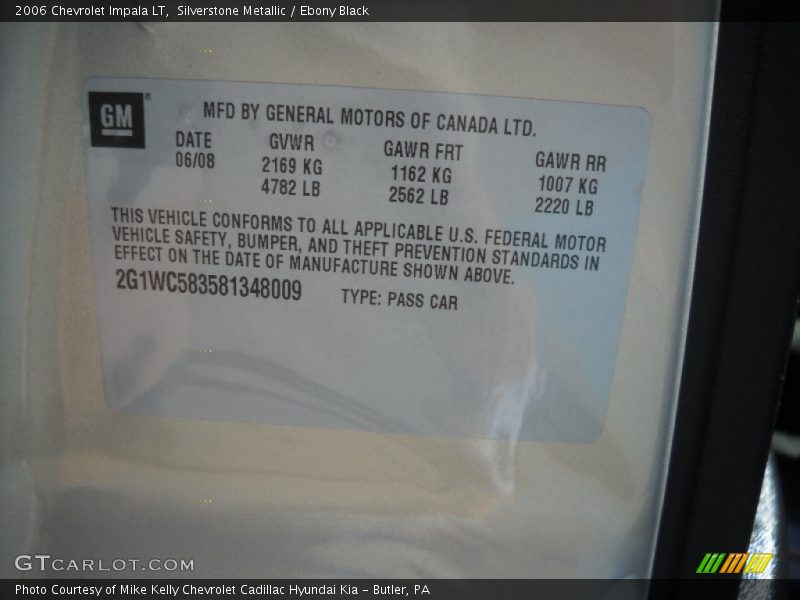 2006 Chevrolet Impala LT, Silverstone Metallic / Ebony Black
GM
MFD BY GENERAL MOTORS OF CANADA LTD.
DATE GVWR GAWR FRT GAWR RR
06/08 2169 KG 1162 KG 1007 KG
4782 LB 2562 LB 2220 LB
THIS VEHICLE CONFORMS TO ALL APPLICABLE U.S. FEDERAL MOTOR
VEHICLE SAFETY, BUMPER, AND THEFT PREVENTION STANDARDS IN
EFFECT ON THE DATE OF MANUFACTURE SHOWN ABOVE.
2G1WC583581348009 TYPE: PASS CAR
GTCARLOT.COM
Photo Courtesy of Mike Kelly Chevrolet Cadillac Hyundai Kia – Butler, PA